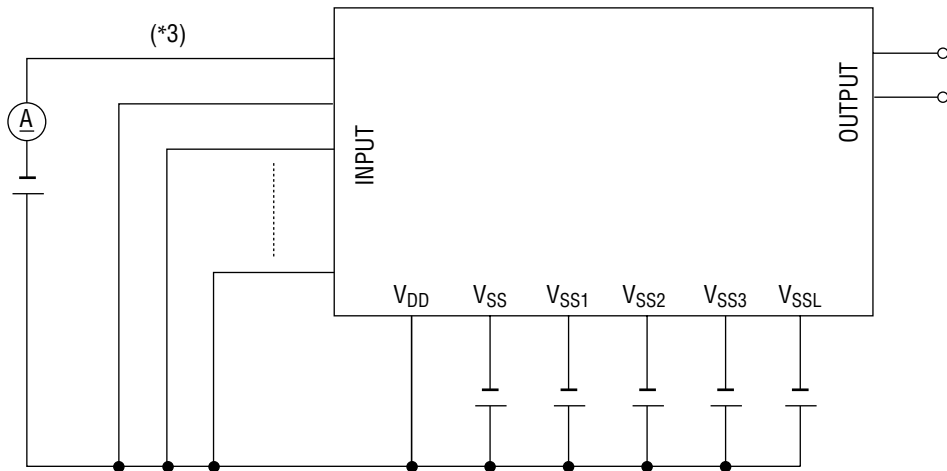 (*3)
A
INPUT
OUTPUT
VDD VSS VSS1 VSS2 VSS3 VSSL